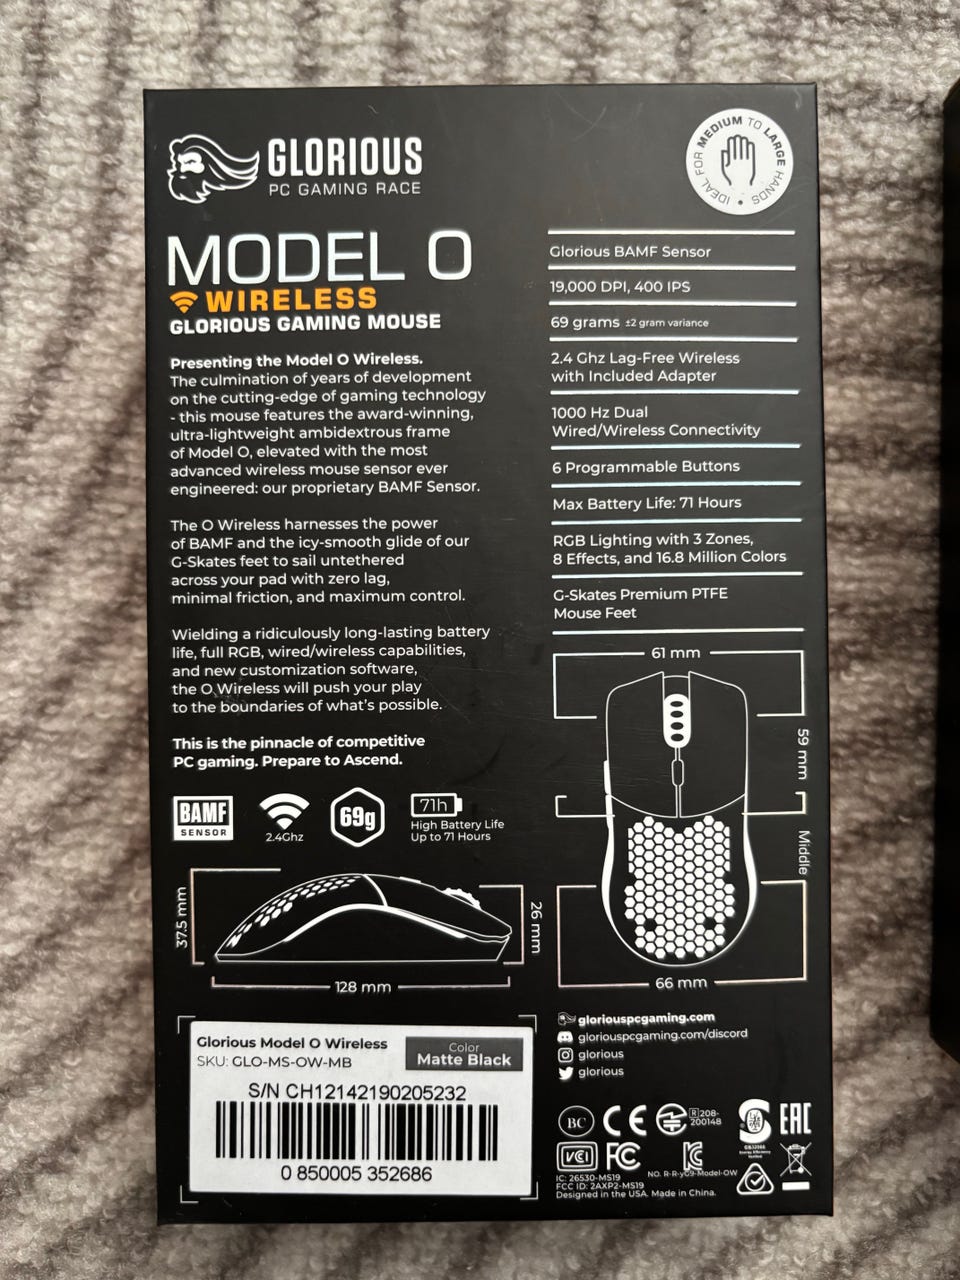 GLORIOUS
PC GAMING RACE
IDEAL FOR MEDIUM TO LARGE HANDS
MODEL O
WIRELESS
GLORIOUS GAMING MOUSE
Presenting the Model O Wireless.
The culmination of years of development
on the cutting-edge of gaming technology
- this mouse features the award-winning,
ultra-lightweight ambidextrous frame
of Model O, elevated with the most
advanced wireless mouse sensor ever
engineered: our proprietary BAMF Sensor.
The O Wireless harnesses the power
of BAMF and the icy-smooth glide of our
G-Skates feet to sail untethered
across your pad with zero lag,
minimal friction, and maximum control.
Wielding a ridiculously long-lasting battery
life, full RGB, wired/wireless capabilities,
and new customization software,
the O Wireless will push your play
to the boundaries of what's possible.
This is the pinnacle of competitive
PC gaming. Prepare to Ascend.
BAMF
SENSOR
2.4Ghz
69g
71h
High Battery Life
Up to 71 Hours
37.5 mm
26 mm
128 mm
Glorious BAMF Sensor
19,000 DPI, 400 IPS
69 grams ±2 gram variance
2.4 Ghz Lag-Free Wireless
with Included Adapter
1000 Hz Dual
Wired/Wireless Connectivity
6 Programmable Buttons
Max Battery Life: 71 Hours
RGB Lighting with 3 Zones,
8 Effects, and 16.8 Million Colors
G-Skates Premium PTFE
Mouse Feet
61 mm
59 mm
Middle
66 mm
Glorious Model O Wireless
SKU: GLO-MS-OW-MB
Color
Matte Black
S/N CH12142190205232
0 850005 352686
gloriouspcgaming.com
gloriouspcgaming.com/discord
glorious
glorious
BC
CE
R 208-
200148
EAC
VCI
FC
NO. R-R-yG9-Model-OW
IC: 26530-MS19
FCC ID: 2AXP2-MS19
Designed in the USA. Made in China.